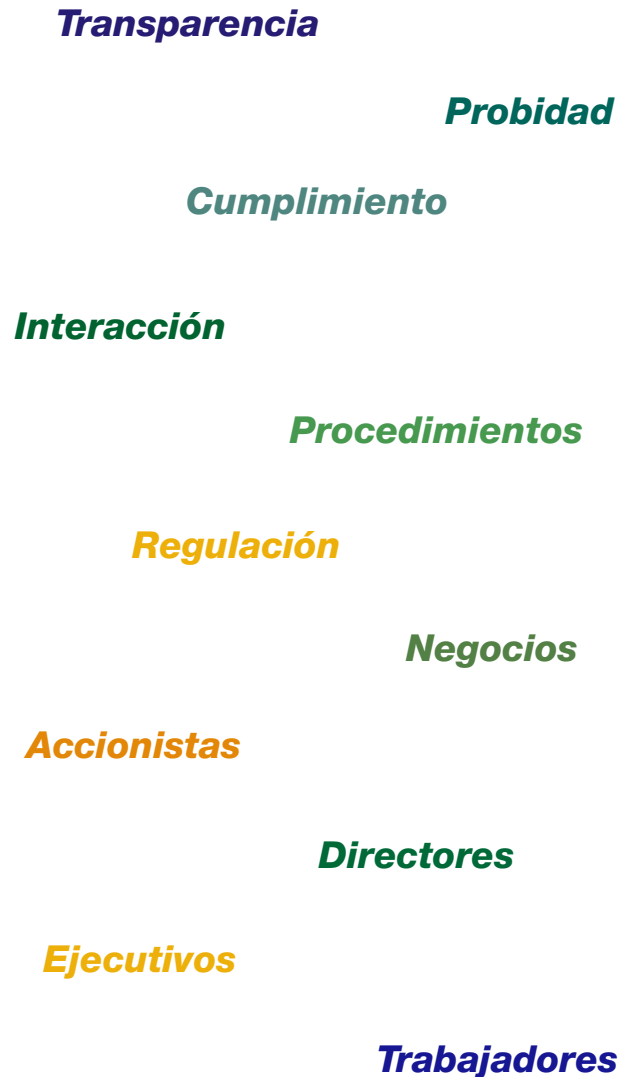 Transparencia
Probidad
Cumplimiento
Interacción
Procedimientos
Regulación
Negocios
Accionistas
Directores
Ejecutivos
Trabajadores